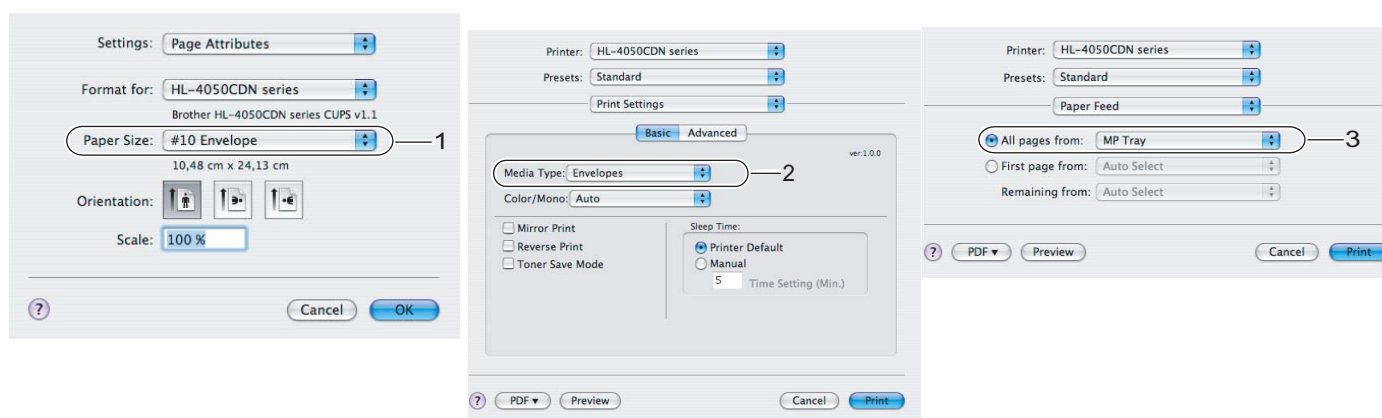 Settings: Page Attributes
Format for: HL-4050CDN series
Brother HL-4050CDN series CUPS v1.1
Paper Size: #10 Envelope 1
10,48 cm x 24,13 cm
Orientation:
Scale: 100 %
? Cancel OK
Printer: HL-4050CDN series
Presets: Standard
Print Settings
Basic Advanced
ver:1.0.0
Media Type: Envelopes 2
Color/Mono: Auto
Mirror Print
Reverse Print
Toner Save Mode
Sleep Time:
Printer Default
Manual
5 Time Setting (Min.)
? PDF▼ Preview Cancel Print
Printer: HL-4050CDN series
Presets: Standard
Paper Feed
All pages from: MP Tray 3
First page from: Auto Select
Remaining from: Auto Select
? PDF▼ Preview Cancel Print